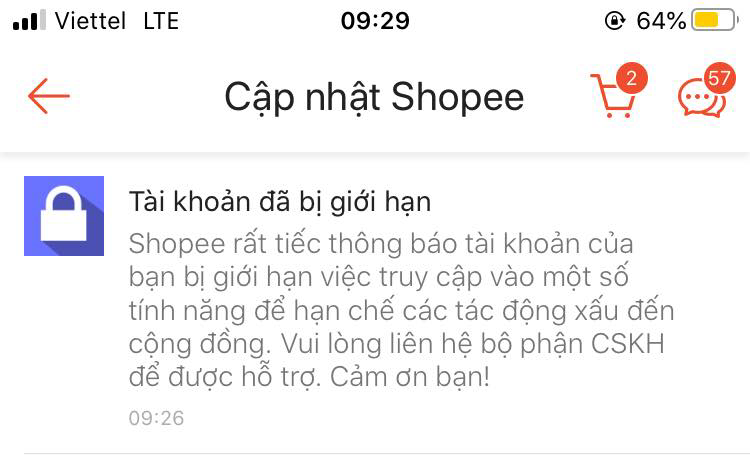 Viettel LTE 09:29 64%
Cập nhật Shopee 2 57
Tài khoản đã bị giới hạn
Shopee rất tiếc thông báo tài khoản của
bạn bị giới hạn việc truy cập vào một số
tính năng để hạn chế các tác động xấu đến
cộng đồng. Vui lòng liên hệ bộ phận CSKH
để được hỗ trợ. Cảm ơn bạn!
09:26